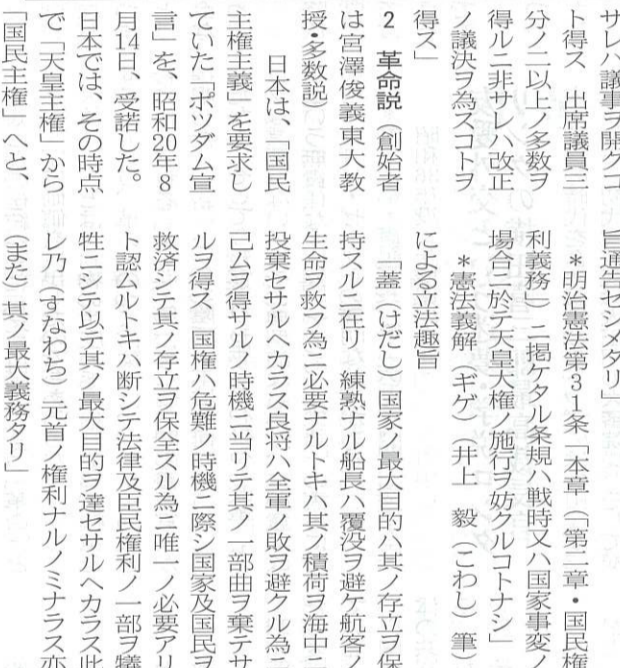 サレハ議事ヲ開クコ
ト得ス　出席議員三
分ノ二以上ノ多数ヲ
得ルニ非サレハ改正
ノ議決ヲ為スコトヲ
得ス」
2・革命説（創始者
は宮澤俊義東大教
授・多数説）
日本は、「国民
主権主義」を要求し
ていた「ポツダム宣
言」を、昭和20年8
月14日、受諾した。
日本では、その時点
で「天皇主権」から
「国民主権」へと、
旨通告セシメタリ」
＊明治憲法第31条「本章（「第二章・国民権
利義務」）ニ掲ケタル条規ハ戦時又ハ国家事変ノ
場合ニ於テ天皇大権ノ施行ヲ妨クルコトナシ」
＊憲法義解（ギゲ）（井上　毅（こわし）筆）
による立法趣旨
「蓋（けだし）国家ノ最大目的ハ其ノ存立ヲ保
持スルニ在リ　練熟ナル船長ハ覆没ヲ避ケ航客ノ
生命ヲ救フ為ニ必要ナルトキハ其ノ積荷ヲ海中ニ
投棄セサルヘカラス良将ハ全軍ノ敗ヲ避クル為ニ
己ムヲ得サルノ時機ニ当リテ其ノ一部曲ヲ棄テサ
ルヲ得ス　国権ハ危難ノ時機ニ際シ国家及国民ヲ
救済シテ其ノ存立ヲ保全スル為ニ唯一ノ必要アリ
ト認ムルトキハ断シテ法律及臣民権利ノ一部ヲ犠
牲ニシテ以テ其ノ最大目的ヲ達セサルヘカラス此
レ乃（すなわち）元首ノ権利ナルノミナラス亦
（また）其ノ最大義務タリ」